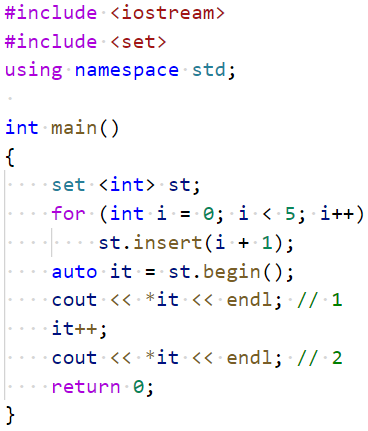 #include <iostream>
#include <set>
using namespace std;

int main()
{
    set <int> st;
    for (int i = 0; i < 5; i++)
        st.insert(i + 1);
    auto it = st.begin();
    cout << *it << endl; // 1
    it++;
    cout << *it << endl; // 2
    return 0;
}